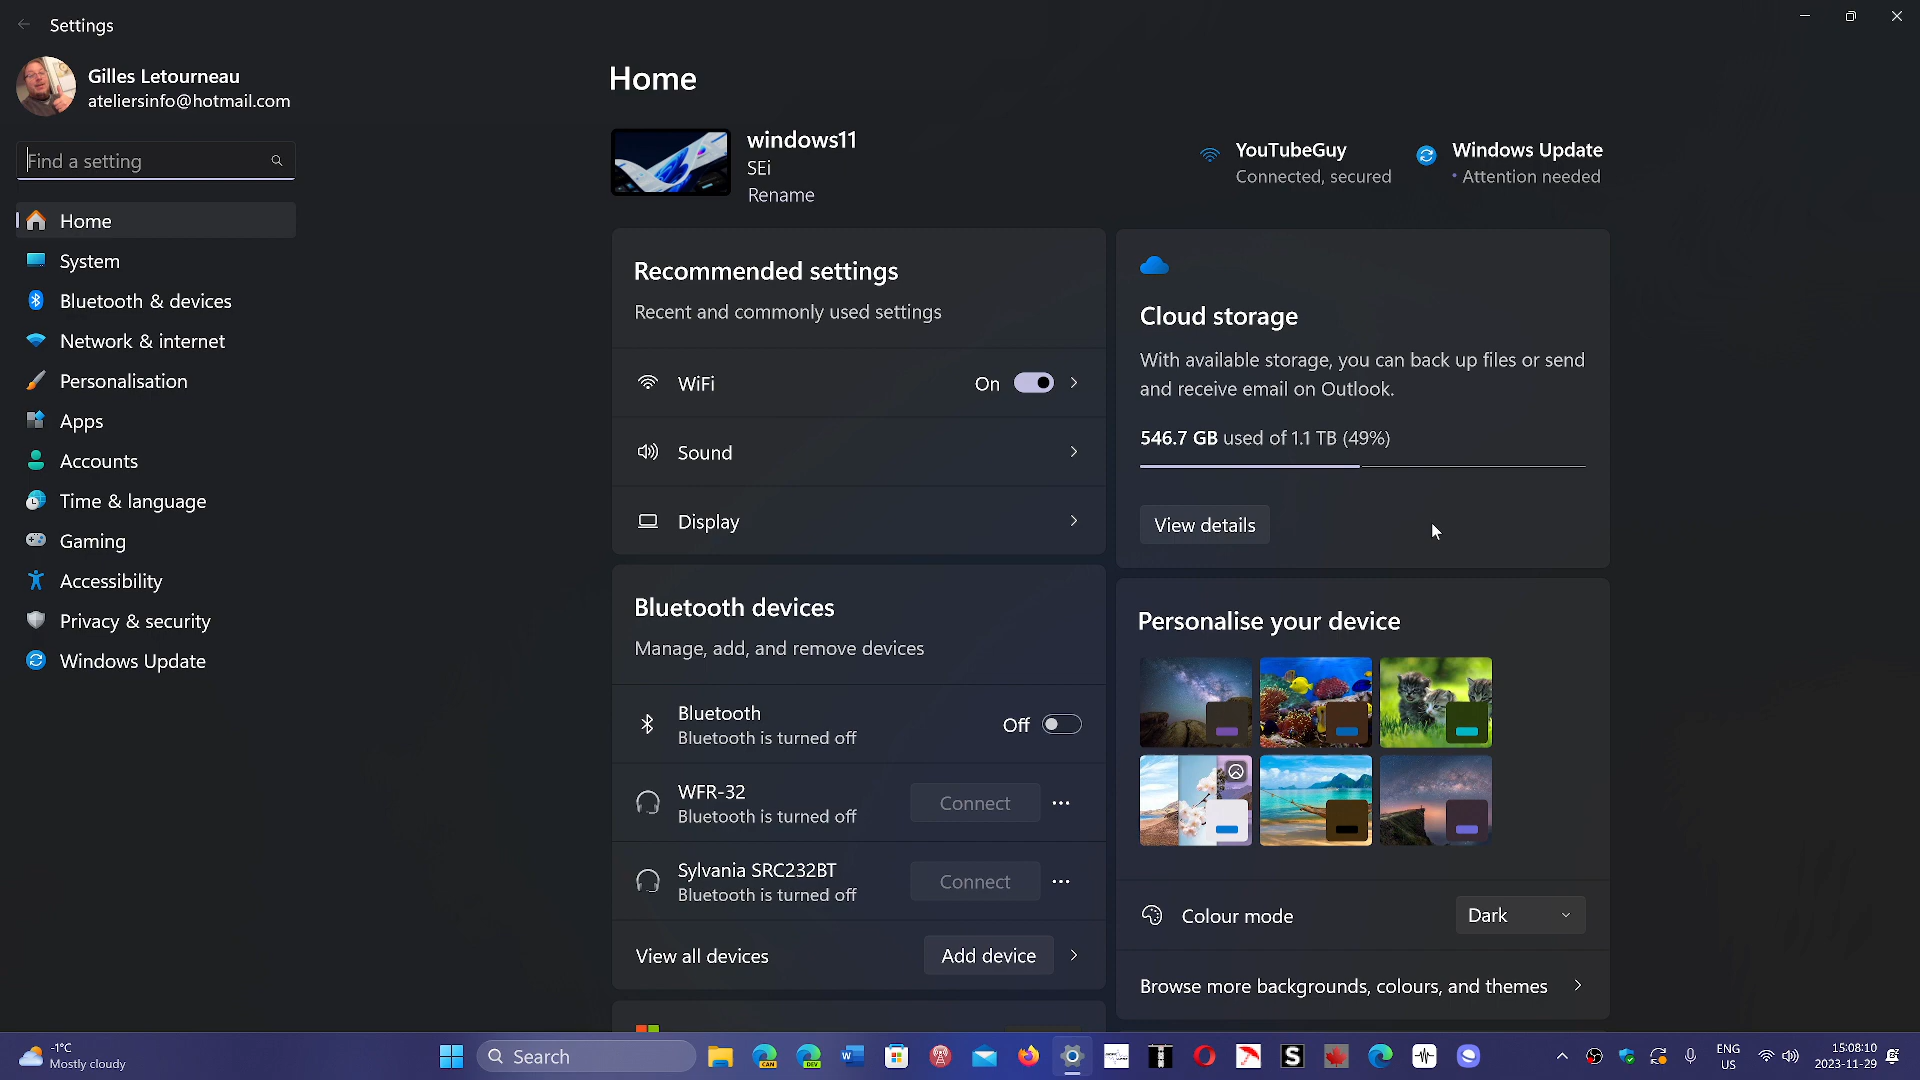 Settings
Gilles Letourneau
ateliersinfo@hotmail.com
Find a setting
Home
System
Bluetooth & devices
Network & internet
Personalisation
Apps
Accounts
Time & language
Gaming
Accessibility
Privacy & security
Windows Update
Home
windows11
SEi
Rename
YouTubeGuy
Connected, secured
Windows Update
• Attention needed
Recommended settings
Recent and commonly used settings
WiFi
On
Sound
Display
Bluetooth devices
Manage, add, and remove devices
Bluetooth
Bluetooth is turned off
Off
WFR-32
Bluetooth is turned off
Connect
Sylvania SRC232BT
Bluetooth is turned off
Connect
View all devices
Add device
Cloud storage
With available storage, you can back up files or send
and receive email on Outlook.
546.7 GB used of 1.1 TB (49%)
View details
Personalise your device
Colour mode
Dark
Browse more backgrounds, colours, and themes
-1°C
Mostly cloudy
Search
CAN
DEV
W
S
ENG
US
15:08:10
2023-11-29